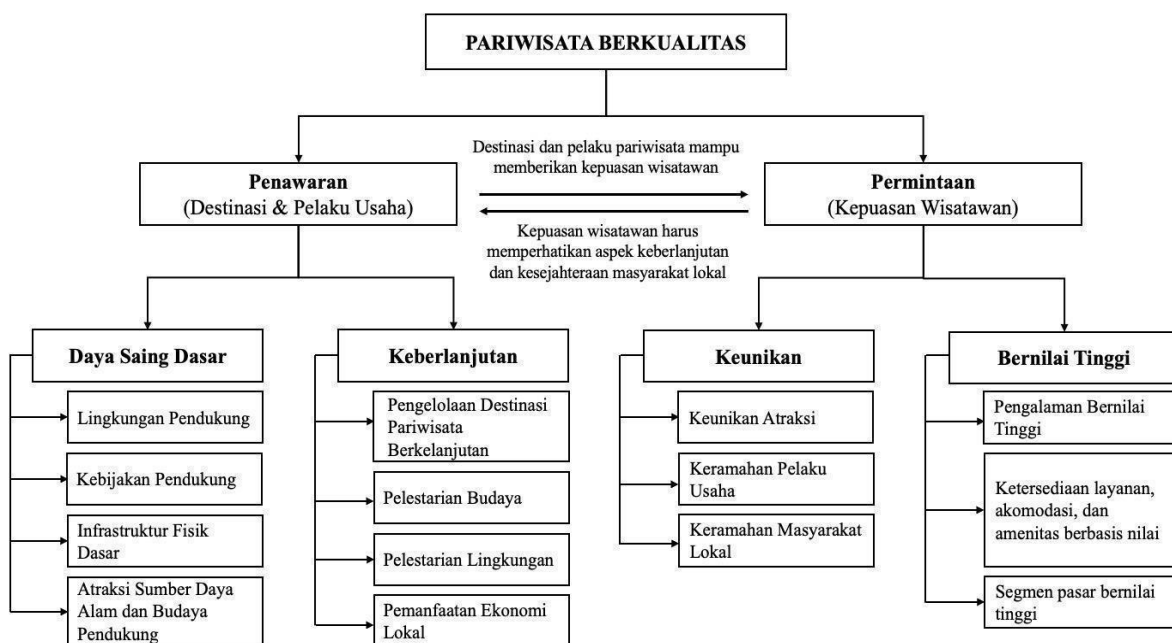 PARIWISATA BERKUALITAS
Destinasi dan pelaku pariwisata mampu
memberikan kepuasan wisatawan
Penawaran
(Destinasi & Pelaku Usaha)
Permintaan
(Kepuasan Wisatawan)
Kepuasan wisatawan harus
memperhatikan aspek keberlanjutan
dan kesejahteraan masyarakat lokal
Daya Saing Dasar
Lingkungan Pendukung
Kebijakan Pendukung
Infrastruktur Fisik
Dasar
Atraksi Sumber Daya
Alam dan Budaya
Pendukung
Keberlanjutan
Pengelolaan Destinasi
Pariwisata
Berkelanjutan
Pelestarian Budaya
Pelestarian Lingkungan
Pemanfaatan Ekonomi
Lokal
Keunikan
Keunikan Atraksi
Keramahan Pelaku
Usaha
Keramahan Masyarakat
Lokal
Bernilai Tinggi
Pengalaman Bernilai
Tinggi
Ketersediaan layanan,
akomodasi, dan
amenitas berbasis nilai
Segmen pasar bernilai
tinggi